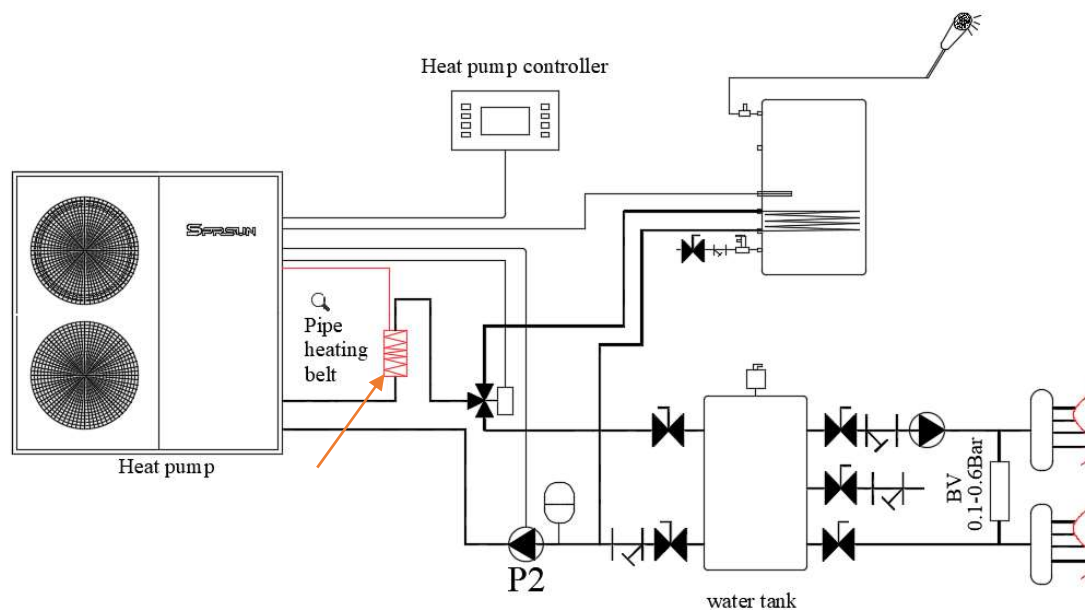 Heat pump controller
SPRSUN
Pipe
heating
belt
Heat pump
BV
0.1-0.6Bar
P2
water tank